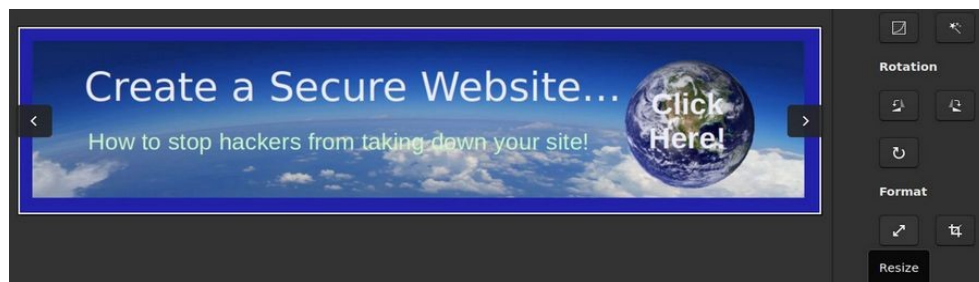 Create a Secure Website...
How to stop hackers from taking down your site!
Click
Here!
Rotation
Format
Resize